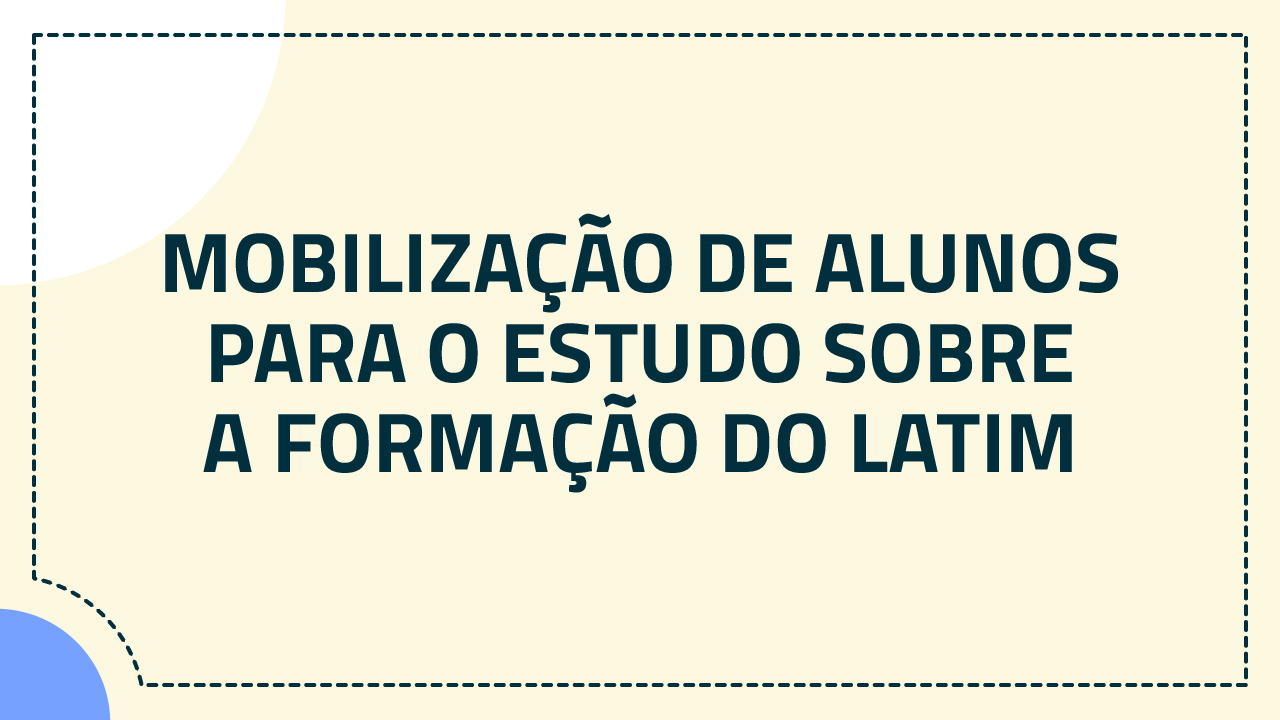 MOBILIZAÇÃO DE ALUNOS
PARA O ESTUDO SOBRE
A FORMAÇÃO DO LATIM